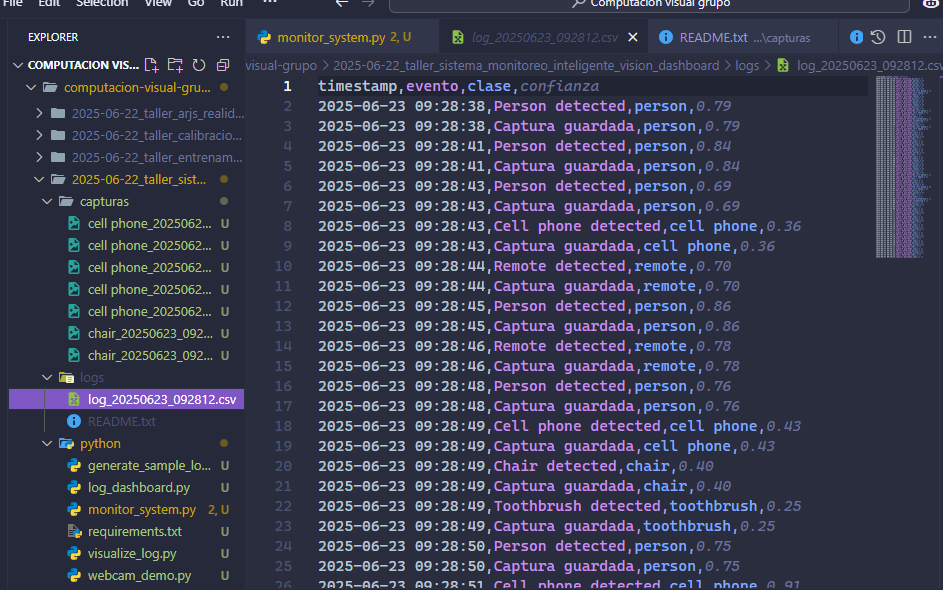 File Edit Selection View Go Run ··· Computacion visual grupo
EXPLORER ···
COMPUTACION VIS...
computacion-visual-gru...
2025-06-22_taller_arjs_realid...
2025-06-22_taller_calibracio...
2025-06-22_taller_entrenam...
2025-06-22_taller_sist...
capturas
cell phone_2025062... U
cell phone_2025062... U
cell phone_2025062... U
cell phone_2025062... U
cell phone_2025062... U
chair_20250623_092... U
chair_20250623_092... U
logs
log_20250623_092812.csv
README.txt
python
generate_sample_lo... U
log_dashboard.py U
monitor_system.py 2, U
requirements.txt U
visualize_log.py U
webcam_demo.py U
monitor_system.py 2, U log_20250623_092812.csv README.txt ...\capturas
visual-grupo > 2025-06-22_taller_sistema_monitoreo_inteligente_vision_dashboard > logs > log_20250623_092812.csv
1 timestamp,evento,clase,confianza
2 2025-06-23 09:28:38,Person detected,person,0.79
3 2025-06-23 09:28:38,Captura guardada,person,0.79
4 2025-06-23 09:28:41,Person detected,person,0.84
5 2025-06-23 09:28:41,Captura guardada,person,0.84
6 2025-06-23 09:28:43,Person detected,person,0.69
7 2025-06-23 09:28:43,Captura guardada,person,0.69
8 2025-06-23 09:28:43,Cell phone detected,cell phone,0.36
9 2025-06-23 09:28:43,Captura guardada,cell phone,0.36
10 2025-06-23 09:28:44,Remote detected,remote,0.70
11 2025-06-23 09:28:44,Captura guardada,remote,0.70
12 2025-06-23 09:28:45,Person detected,person,0.86
13 2025-06-23 09:28:45,Captura guardada,person,0.86
14 2025-06-23 09:28:46,Remote detected,remote,0.78
15 2025-06-23 09:28:46,Captura guardada,remote,0.78
16 2025-06-23 09:28:48,Person detected,person,0.76
17 2025-06-23 09:28:48,Captura guardada,person,0.76
18 2025-06-23 09:28:49,Cell phone detected,cell phone,0.43
19 2025-06-23 09:28:49,Captura guardada,cell phone,0.43
20 2025-06-23 09:28:49,Chair detected,chair,0.40
21 2025-06-23 09:28:49,Captura guardada,chair,0.40
22 2025-06-23 09:28:49,Toothbrush detected,toothbrush,0.25
23 2025-06-23 09:28:49,Captura guardada,toothbrush,0.25
24 2025-06-23 09:28:50,Person detected,person,0.75
25 2025-06-23 09:28:50,Captura guardada,person,0.75
26 2025-06-23 09:28:51,Cell phone detected,cell phone,0.91